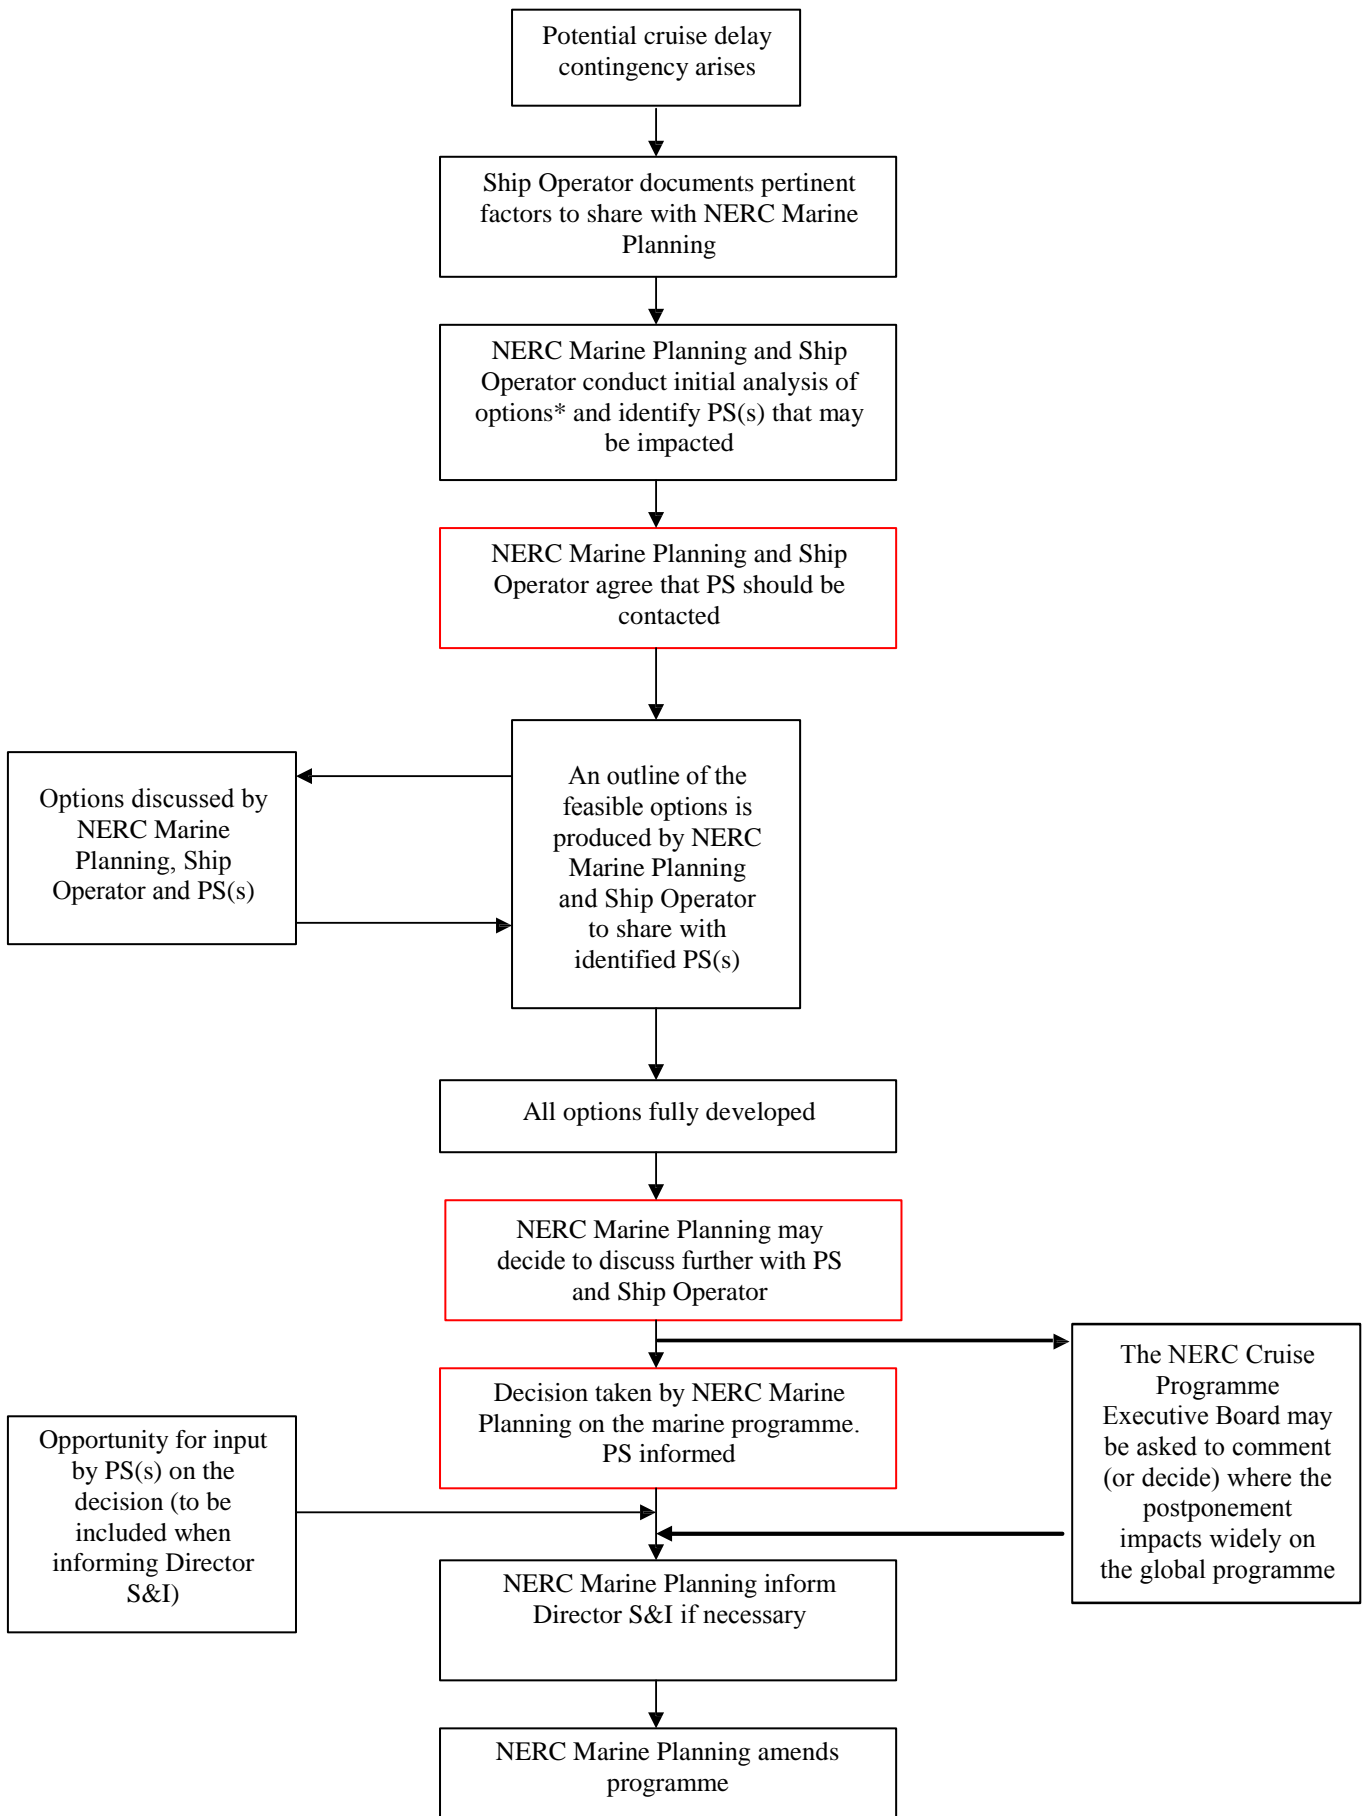 Potential cruise delay
contingency arises
Ship Operator documents pertinent
factors to share with NERC Marine
Planning
NERC Marine Planning and Ship
Operator conduct initial analysis of
options* and identify PS(s) that may
be impacted
NERC Marine Planning and Ship
Operator agree that PS should be
contacted
Options discussed by
NERC Marine
Planning, Ship
Operator and PS(s)
An outline of the
feasible options is
produced by NERC
Marine Planning
and Ship Operator
to share with
identified PS(s)
All options fully developed
NERC Marine Planning may
decide to discuss further with PS
and Ship Operator
The NERC Cruise
Programme
Executive Board may
be asked to comment
(or decide) where the
postponement
impacts widely on
the global programme
Decision taken by NERC Marine
Planning on the marine programme.
PS informed
Opportunity for input
by PS(s) on the
decision (to be
included when
informing Director
S&I)
NERC Marine Planning inform
Director S&I if necessary
NERC Marine Planning amends
programme